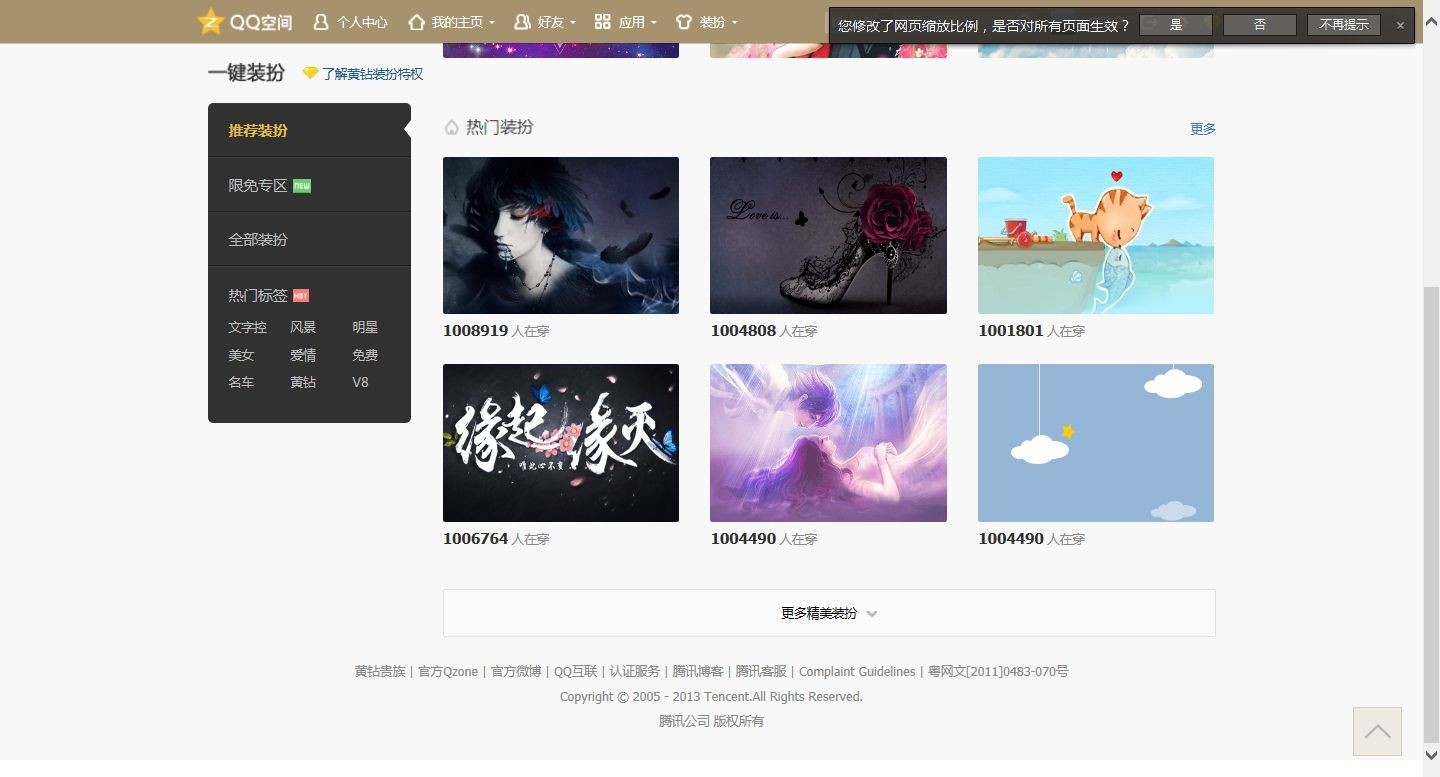 QQ空间 个人中心 我的主页 好友 应用 装扮
您修改了网页缩放比例，是否对所有页面生效？ 是 否 不再提示 ×
一键装扮 了解黄钻装扮特权
推荐装扮
限免专区 NEW
全部装扮
热门标签 HOT
文字控 风景 明星
美女 爱情 免费
名车 黄钻 V8
热门装扮 更多
Love is...
1008919 人在穿 1004808 人在穿 1001801 人在穿
缘起 缘灭
唯此心不变
1006764 人在穿 1004490 人在穿 1004490 人在穿
更多精美装扮
黄钻贵族 | 官方Qzone | 官方微博 | QQ互联 | 认证服务 | 腾讯博客 | 腾讯客服 | Complaint Guidelines | 粤网文[2011]0483-070号
Copyright © 2005 - 2013 Tencent.All Rights Reserved.
腾讯公司 版权所有